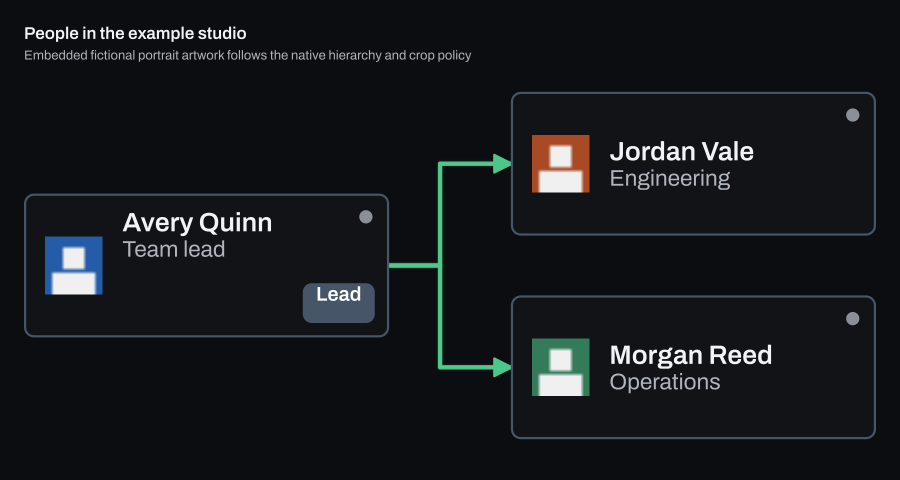 People in the example studio
Embedded fictional portrait artwork follows the native hierarchy and crop policy
Avery Quinn
Team lead
Lead
Jordan Vale
Engineering
Morgan Reed
Operations